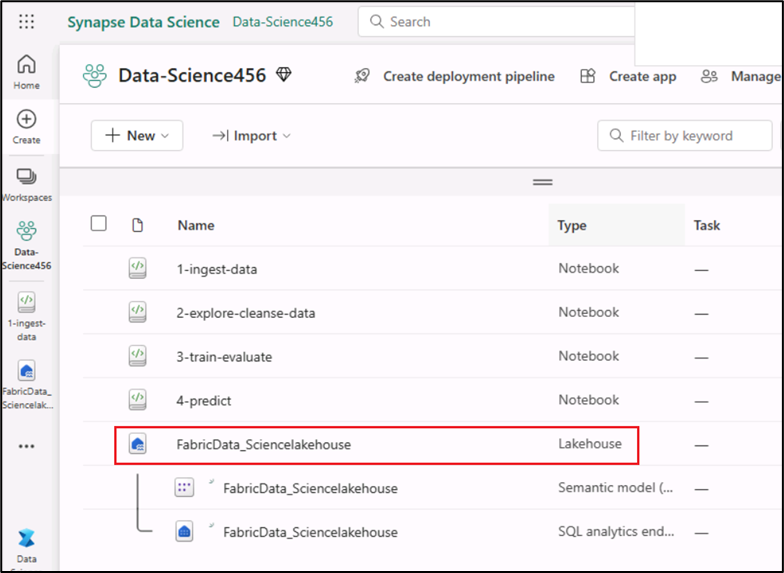 Synapse Data Science Data-Science456 Search
Home
Create
Workspaces
Data-
Science456
1-ingest-
data
FabricData_
Sciencelak...
Data
Data-Science456 Create deployment pipeline Create app Manage
New Import Filter by keyword
Name Type Task
1-ingest-data Notebook —
2-explore-cleanse-data Notebook —
3-train-evaluate Notebook —
4-predict Notebook —
FabricData_Sciencelakehouse Lakehouse —
FabricData_Sciencelakehouse Semantic model (... —
FabricData_Sciencelakehouse SQL analytics end... —